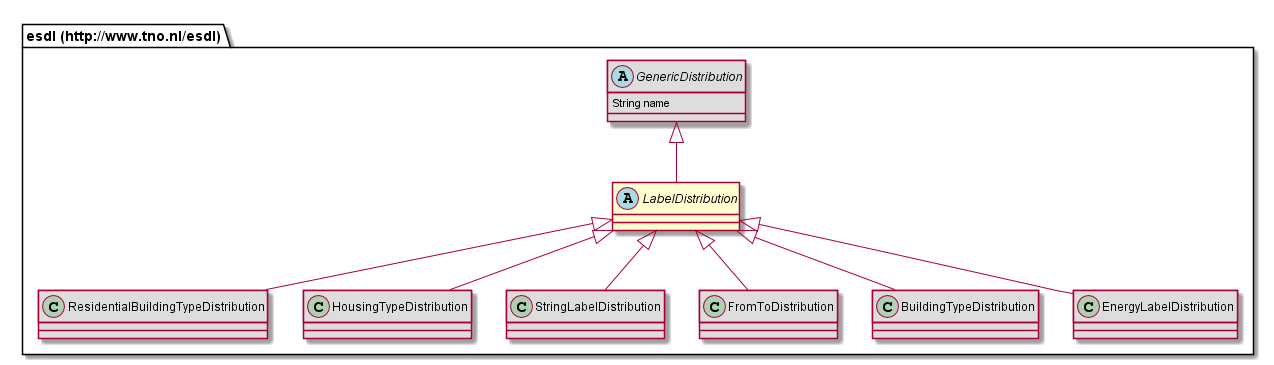 esdl (http://www.tno.nl/esdl)
A GenericDistribution
String name
A LabelDistribution
C ResidentialBuildingTypeDistribution
C HousingTypeDistribution
C StringLabelDistribution
C FromToDistribution
C BuildingTypeDistribution
C EnergyLabelDistribution